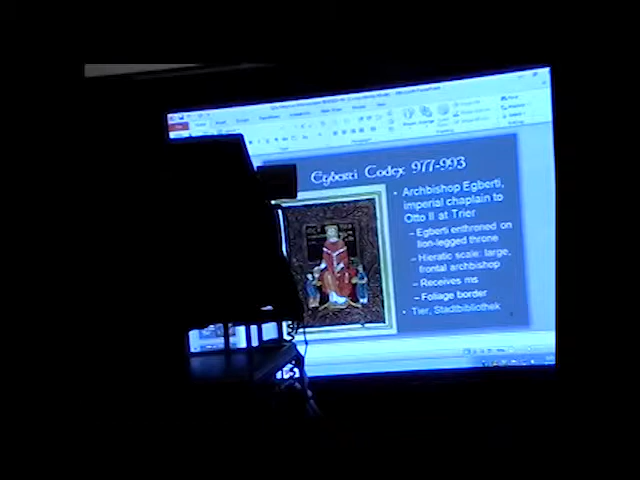 Egberti Codex 977-993
• Archbishop Egberti,
imperial chaplain to
Otto II at Trier
– Egberti enthroned on
lion-legged throne
– Hieratic scale: large,
frontal archbishop
– Receives ms
– Foliage border
• Tier, Stadtbibliothek